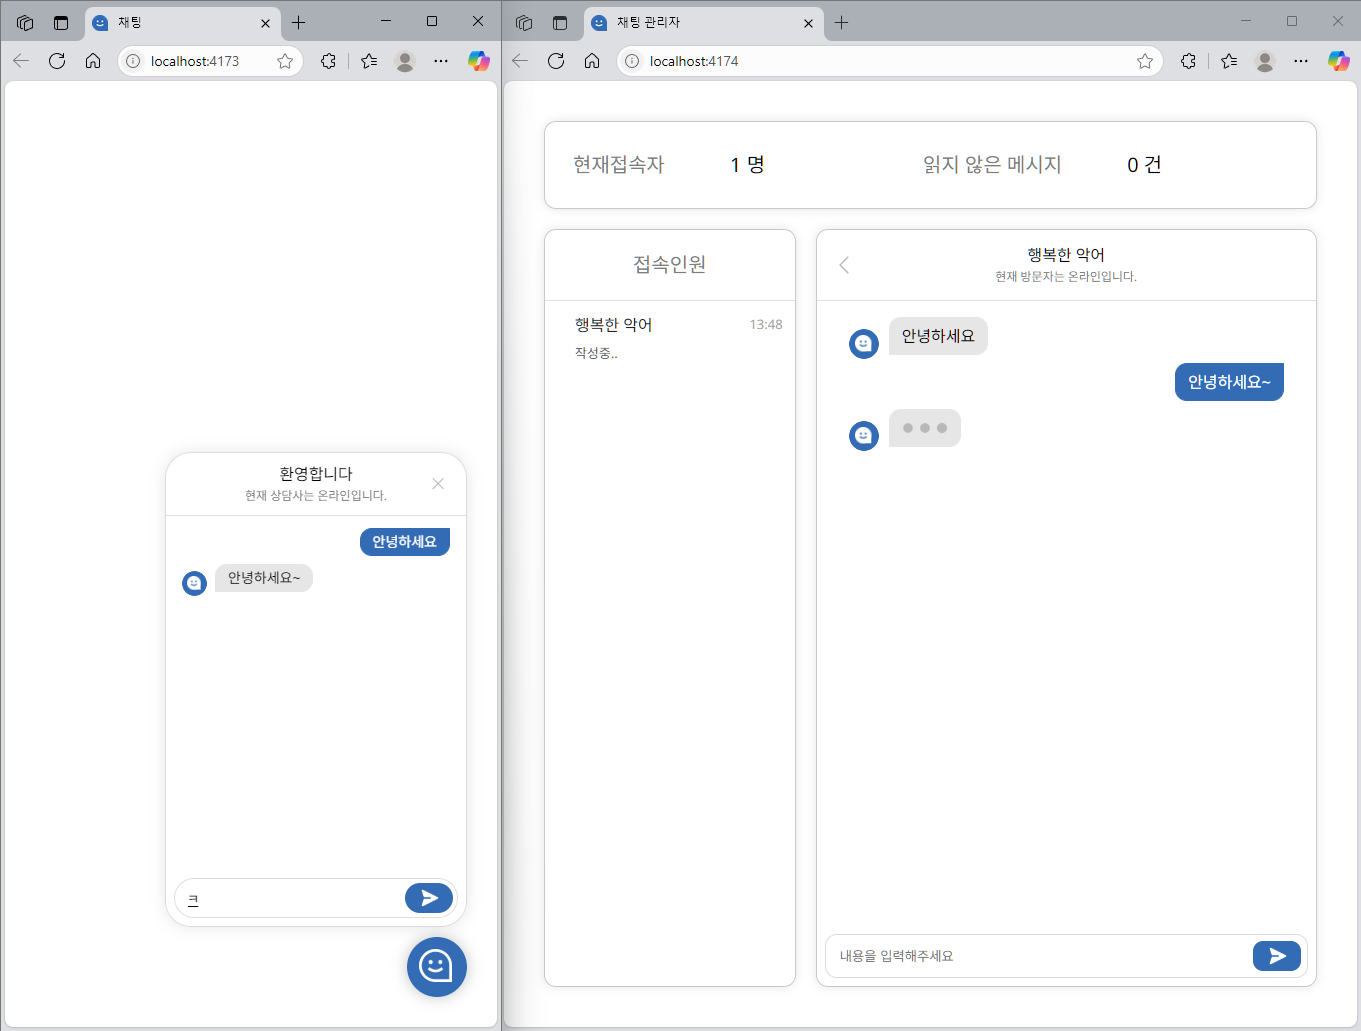 채팅
localhost:4173
환영합니다
현재 상담사는 온라인입니다.
안녕하세요
안녕하세요~
ㅋ
채팅 관리자
localhost:4174
현재접속자
1 명
읽지 않은 메시지
0 건
접속인원
행복한 악어
13:48
작성중..
행복한 악어
현재 방문자는 온라인입니다.
안녕하세요
안녕하세요~
내용을 입력해주세요